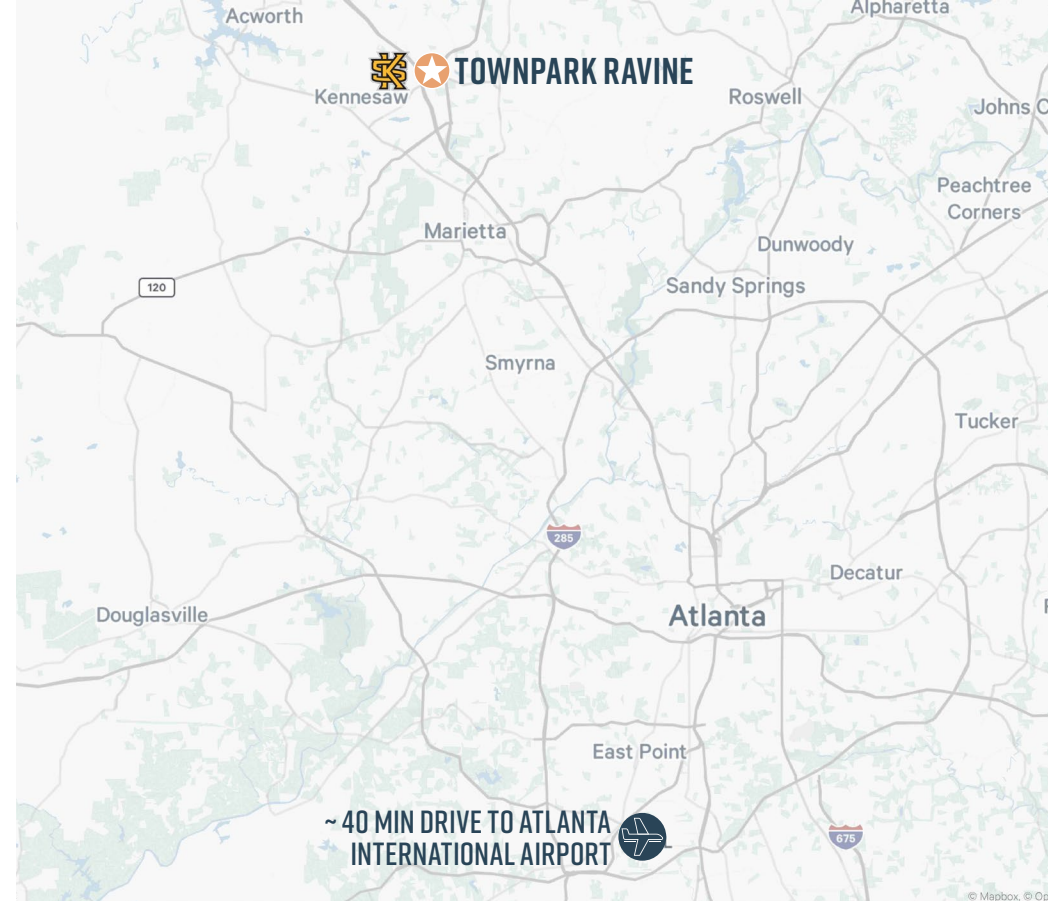 Acworth
Alpharetta
KS
TOWNPARK RAVINE
Kennesaw
Roswell
Johns C
Peachtree
Corners
Marietta
Dunwoody
120
Sandy Springs
Smyrna
Tucker
285
Decatur
Douglasville
Atlanta
East Point
~ 40 MIN DRIVE TO ATLANTA
INTERNATIONAL AIRPORT
675
© Mapbox, © Op